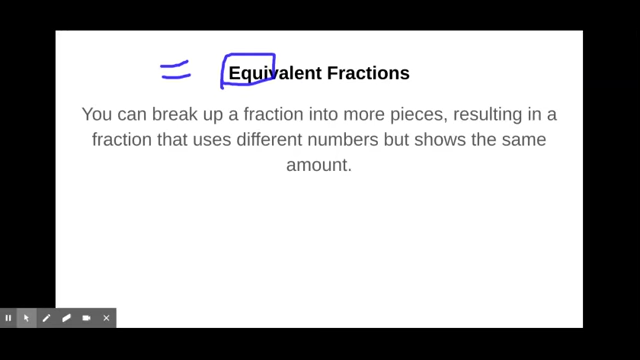 = Equivalent Fractions
You can break up a fraction into more pieces, resulting in a
fraction that uses different numbers but shows the same
amount.